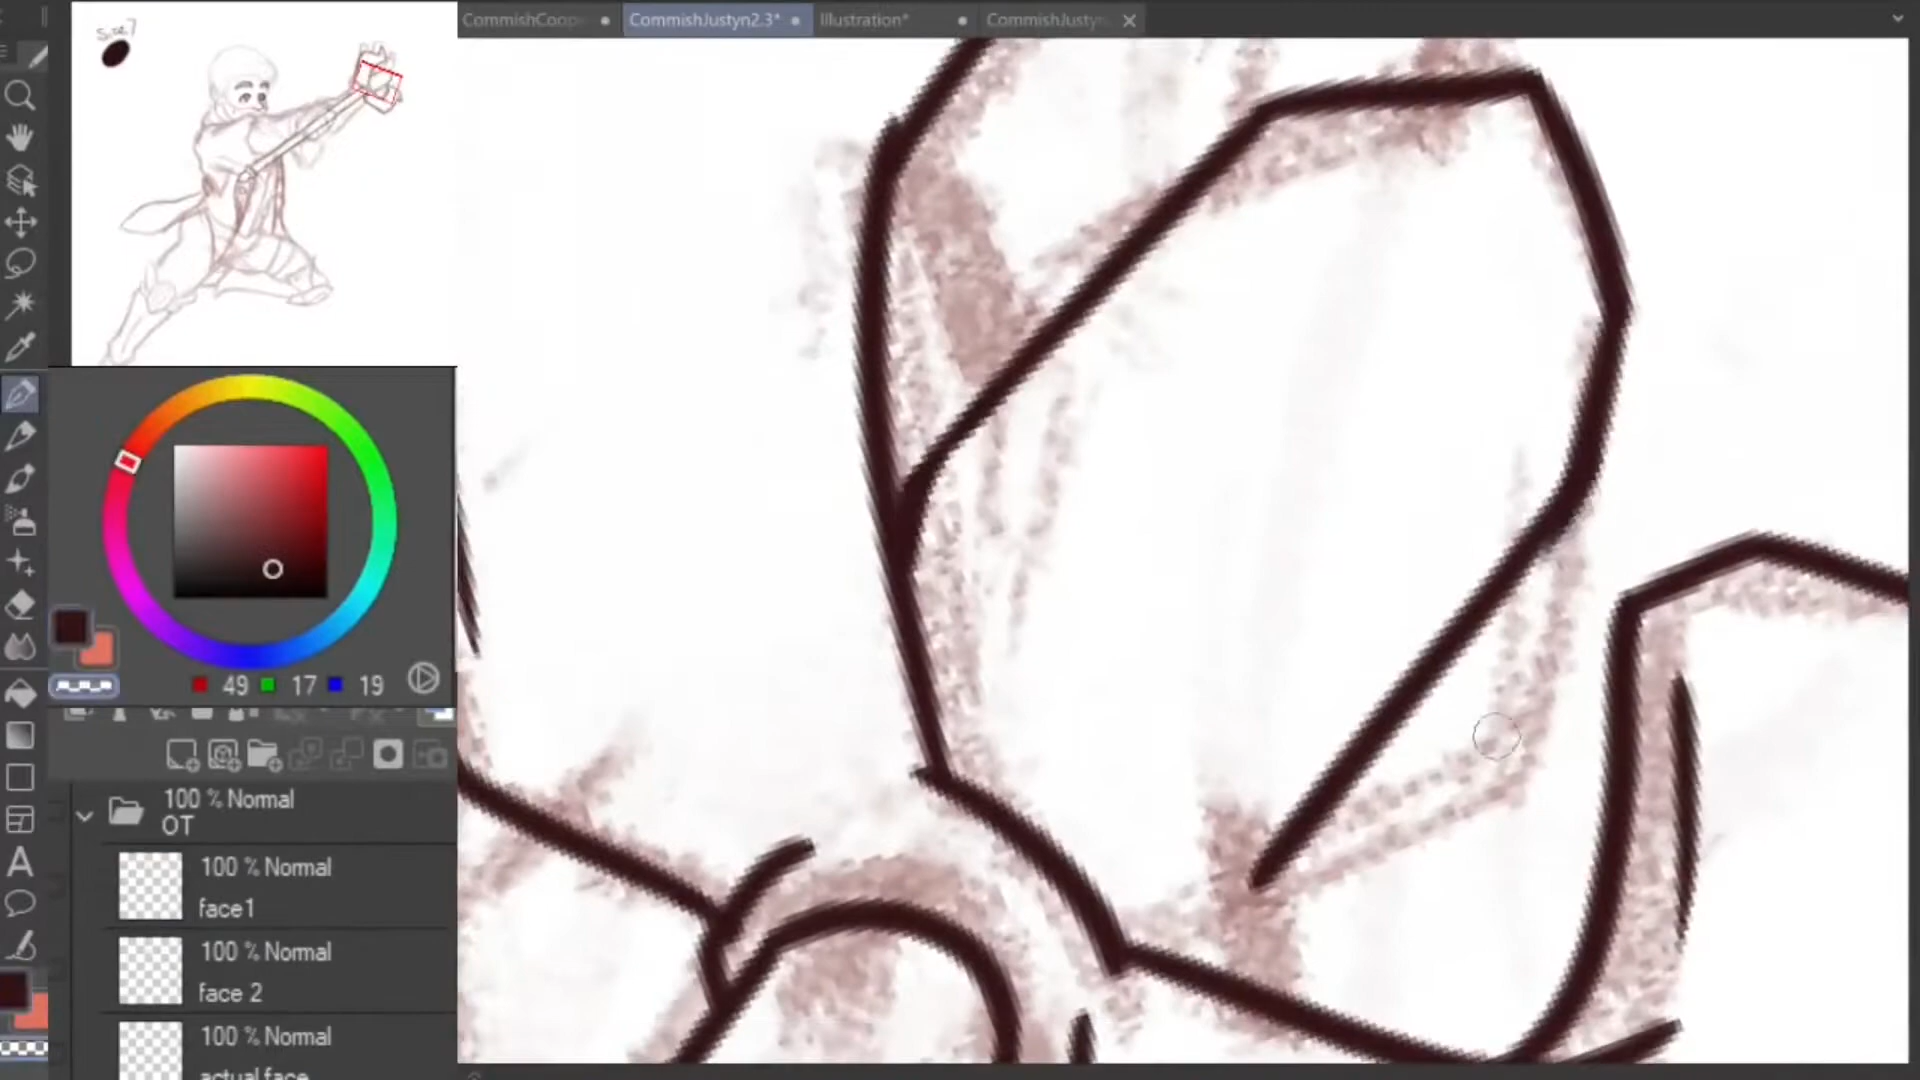 CommishCoop
CommishJustyn2.3*
Illustration*
CommishJustyn
Size7
49 17 19
100 % Normal
OT
100 % Normal
face1
100 % Normal
face 2
100 % Normal
actual face